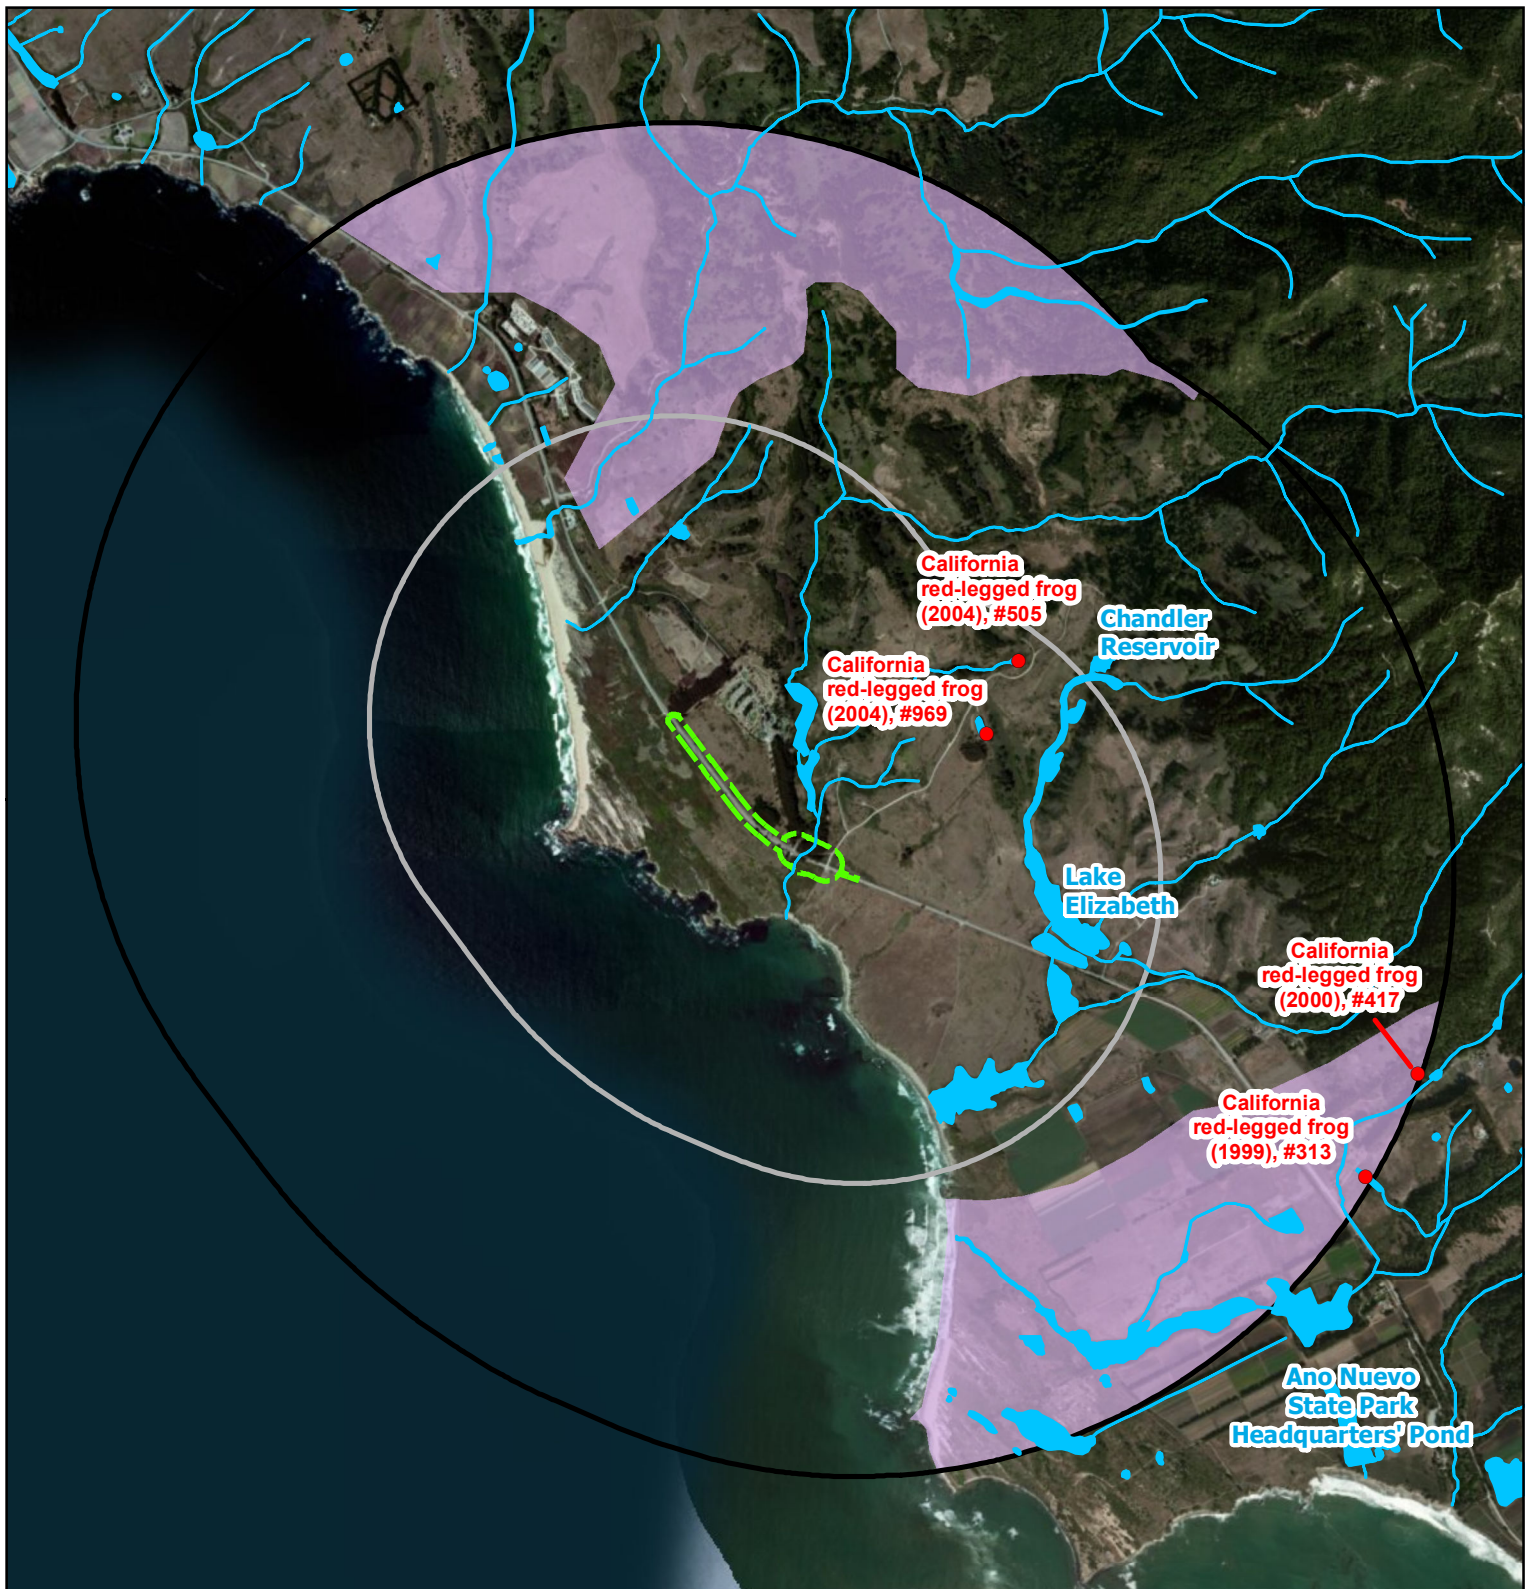 California
red-legged frog
(2004), #505
Chandler
Reservoir
California
red-legged frog
(2004), #969
Lake
Elizabeth
California
red-legged frog
(2000), #417
California
red-legged frog
(1999), #313
Ano Nuevo
State Park
Headquarters' Pond